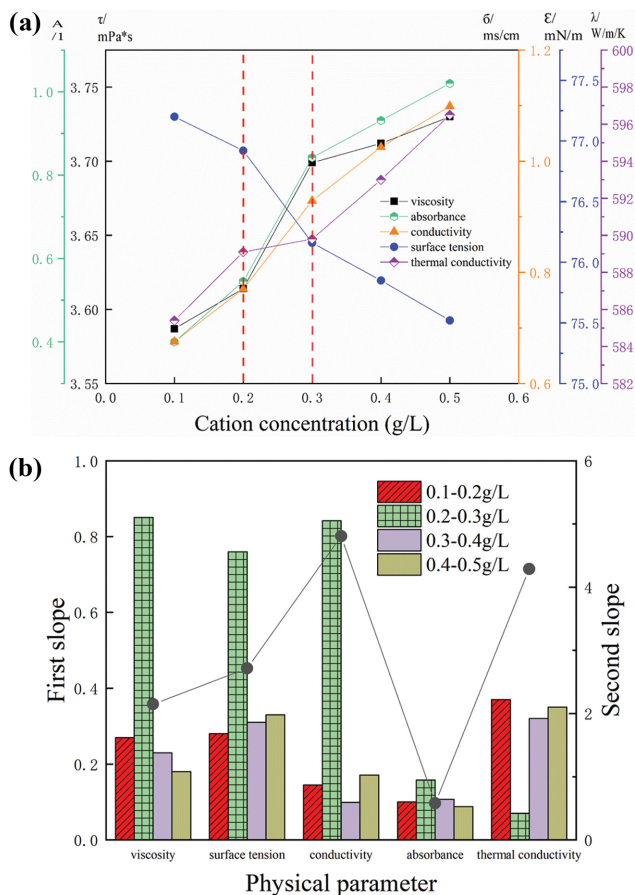 (a)
A
/1
τ/
mPa*s
б/
ms/cm
Ɛ/
mN/m
λ/
W/m/K
1.0
0.8
0.6
0.4
3.75
3.70
3.65
3.60
3.55
1.2
1.0
0.8
0.6
77.5
77.0
76.5
76.0
75.5
75.0
600
598
596
594
592
590
588
586
584
582
viscosity
absorbance
conductivity
surface tension
thermal conductivity
0.0 0.1 0.2 0.3 0.4 0.5 0.6
Cation concentration (g/L)
(b)
1.0
0.8
0.6
0.4
0.2
0.0
First slope
0.1-0.2g/L
0.2-0.3g/L
0.3-0.4g/L
0.4-0.5g/L
6
4
2
0
Second slope
viscosity surface tension conductivity absorbance thermal conductivity
Physical parameter